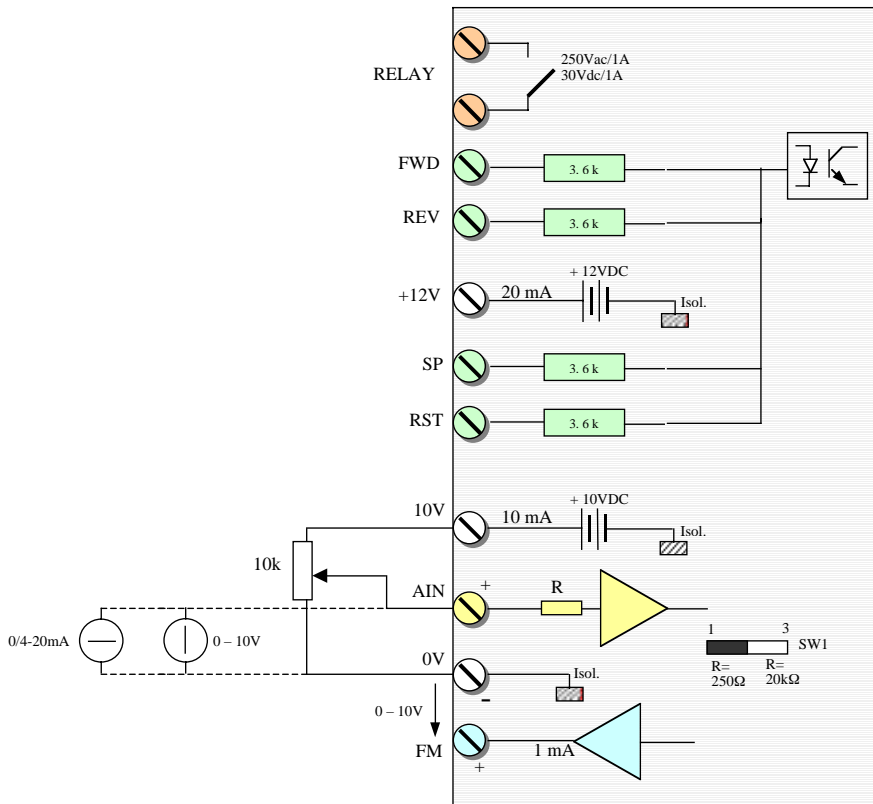 250Vac/1A
RELAY
30Vdc/1A
FWD
3. 6 k
REV
3. 6 k
+ 12VDC
+12V
20 mA
Isol.
SP
3. 6 k
RST
3. 6 k
+ 10VDC
10V
10 mA
Isol.
10k
AIN
+
R
0/4-20mA
0 – 10V
1
3
SW1
0V
R=
250Ω
R=
20kΩ
Isol.
-
0 – 10V
FM
1 mA
+